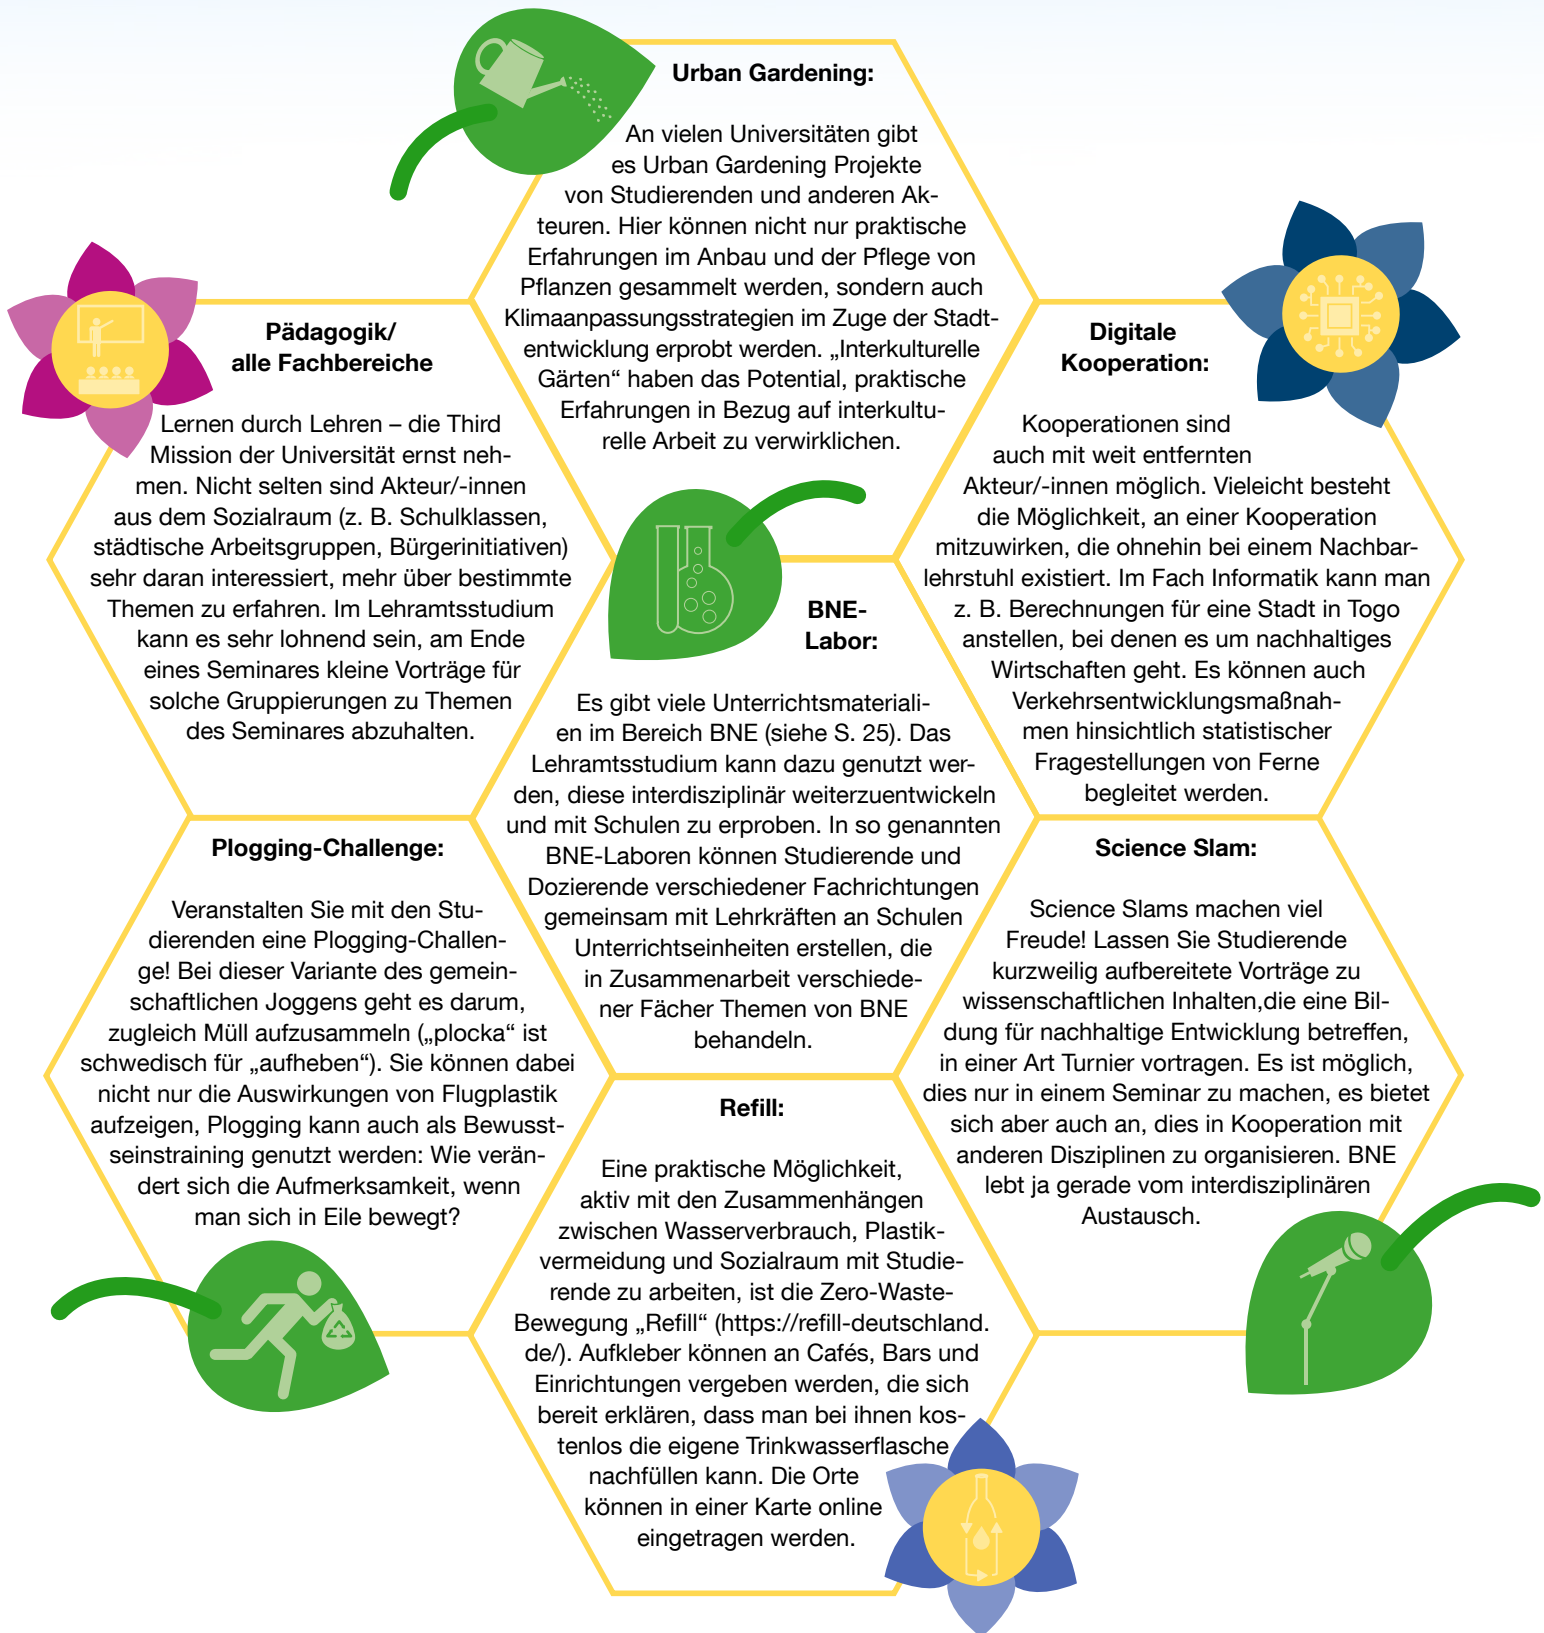 Urban Gardening:
An vielen Universitäten gibt
es Urban Gardening Projekte
von Studierenden und anderen Ak-
teuren. Hier können nicht nur praktische
Erfahrungen im Anbau und der Pflege von
Pflanzen gesammelt werden, sondern auch
Klimaanpassungsstrategien im Zuge der Stadt-
entwicklung erprobt werden. „Interkulturelle
Gärten“ haben das Potential, praktische
Erfahrungen in Bezug auf interkultu-
relle Arbeit zu verwirklichen.
Pädagogik/
alle Fachbereiche
Lernen durch Lehren – die Third
Mission der Universität ernst neh-
men. Nicht selten sind Akteur/-innen
aus dem Sozialraum (z. B. Schulklassen,
städtische Arbeitsgruppen, Bürgerinitiativen)
sehr daran interessiert, mehr über bestimmte
Themen zu erfahren. Im Lehramtsstudium
kann es sehr lohnend sein, am Ende
eines Seminares kleine Vorträge für
solche Gruppierungen zu Themen
des Seminares abzuhalten.
Digitale
Kooperation:
Kooperationen sind
auch mit weit entfernten
Akteur/-innen möglich. Vieleicht besteht
die Möglichkeit, an einer Kooperation
mitzuwirken, die ohnehin bei einem Nachbar-
lehrstuhl existiert. Im Fach Informatik kann man
z. B. Berechnungen für eine Stadt in Togo
anstellen, bei denen es um nachhaltiges
Wirtschaften geht. Es können auch
Verkehrsentwicklungsmaßnah-
men hinsichtlich statistischer
Fragestellungen von Ferne
begleitet werden.
BNE-
Labor:
Es gibt viele Unterrichtsmateriali-
en im Bereich BNE (siehe S. 25). Das
Lehramtsstudium kann dazu genutzt wer-
den, diese interdisziplinär weiterzuentwickeln
und mit Schulen zu erproben. In so genannten
BNE-Laboren können Studierende und
Dozierende verschiedener Fachrichtungen
gemeinsam mit Lehrkräften an Schulen
Unterrichtseinheiten erstellen, die
in Zusammenarbeit verschiede-
ner Fächer Themen von BNE
behandeln.
Plogging-Challenge:
Veranstalten Sie mit den Stu-
dierenden eine Plogging-Challen-
ge! Bei dieser Variante des gemein-
schaftlichen Joggens geht es darum,
zugleich Müll aufzusammeln („plocka“ ist
schwedisch für „aufheben“). Sie können dabei
nicht nur die Auswirkungen von Flugplastik
aufzeigen, Plogging kann auch als Bewusst-
seinstraining genutzt werden: Wie verän-
dert sich die Aufmerksamkeit, wenn
man sich in Eile bewegt?
Science Slam:
Science Slams machen viel
Freude! Lassen Sie Studierende
kurzweilig aufbereitete Vorträge zu
wissenschaftlichen Inhalten,die eine Bil-
dung für nachhaltige Entwicklung betreffen,
in einer Art Turnier vortragen. Es ist möglich,
dies nur in einem Seminar zu machen, es bietet
sich aber auch an, dies in Kooperation mit
anderen Disziplinen zu organisieren. BNE
lebt ja gerade vom interdisziplinären
Austausch.
Refill:
Eine praktische Möglichkeit,
aktiv mit den Zusammenhängen
zwischen Wasserverbrauch, Plastik-
vermeidung und Sozialraum mit Studie-
rende zu arbeiten, ist die Zero-Waste-
Bewegung „Refill“ (https://refill-deutschland.
de/). Aufkleber können an Cafés, Bars und
Einrichtungen vergeben werden, die sich
bereit erklären, dass man bei ihnen kos-
tenlos die eigene Trinkwasserflasche
nachfüllen kann. Die Orte
können in einer Karte online
eingetragen werden.